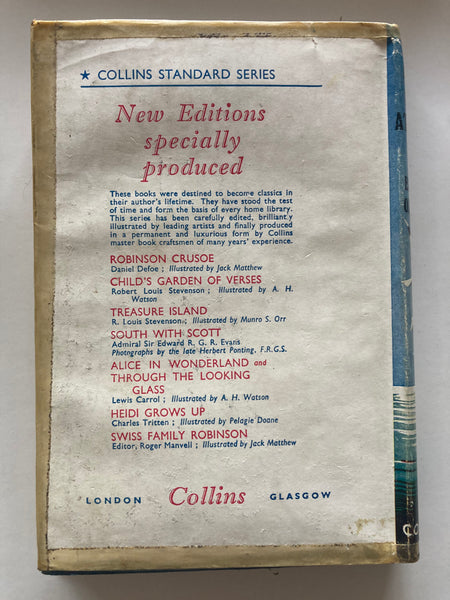 ★ COLLINS STANDARD SERIES
New Editions
specially
produced
These books were destined to become classics in
their author's lifetime. They have stood the test
of time and form the basis of every home library.
This series has been carefully edited, brilliantly
illustrated by leading artists and finally produced
in a permanent and luxurious form by Collins
master book craftsmen of many years' experience.
ROBINSON CRUSOE
Daniel Defoe ; Illustrated by Jack Matthew
CHILD'S GARDEN OF VERSES
Robert Louis Stevenson ; Illustrated by A. H.
Watson
TREASURE ISLAND
R. Louis Stevenson ; Illustrated by Munro S. Orr
SOUTH WITH SCOTT
Admiral Sir Edward R. G. R. Evans
Photographs by the late Herbert Ponting, F.R.G.S.
ALICE IN WONDERLAND and
THROUGH THE LOOKING
GLASS
Lewis Carrol ; Illustrated by A. H. Watson
HEIDI GROWS UP
Charles Tritten ; Illustrated by Pelagie Doane
SWISS FAMILY ROBINSON
Editor, Roger Manvell ; Illustrated by Jack Matthew
LONDON Collins GLASGOW